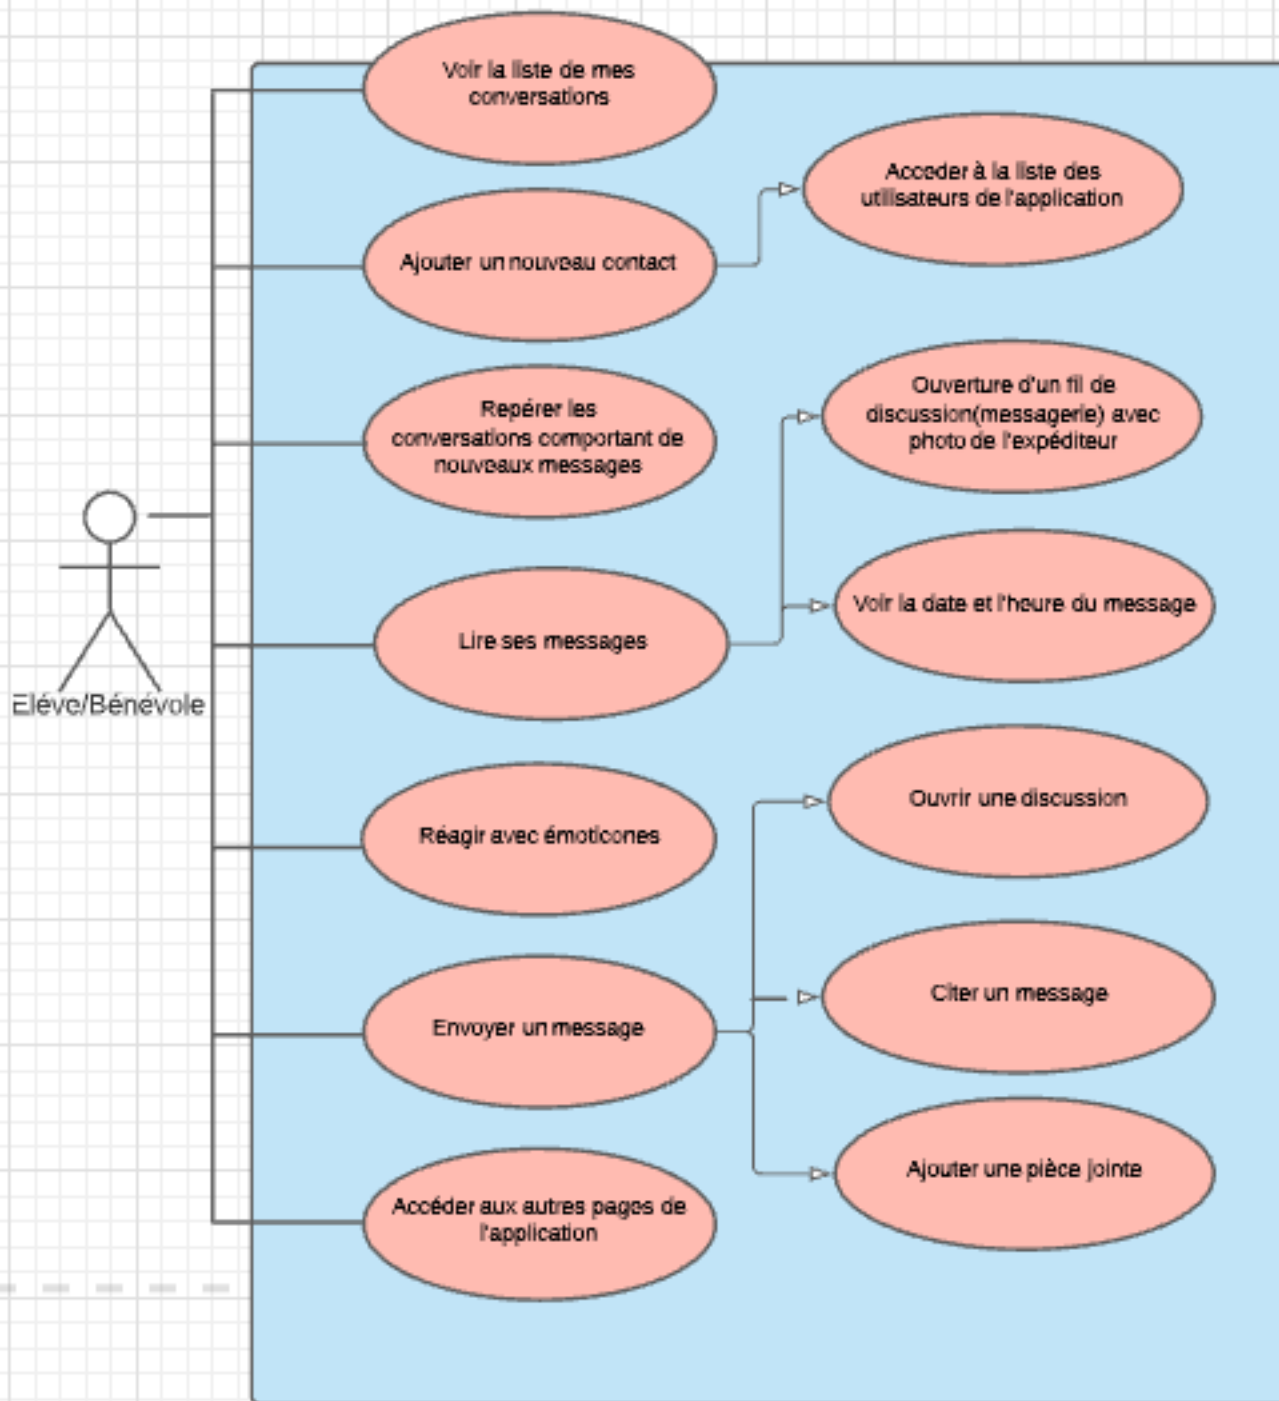 Voir la liste de mes
conversations
Accéder à la liste des
utilisateurs de l'application
Ajouter un nouveau contact
Repérer les
conversations comportant de
nouveaux messages
Ouverture d'un fil de
discussion(messagerie) avec
photo de l'expéditeur
Voir la date et l'heure du message
Lire ses messages
Eléve/Bénévole
Ouvrir une discussion
Réagir avec émoticones
Citer un message
Envoyer un message
Ajouter une pièce jointe
Accéder aux autres pages de
l'application